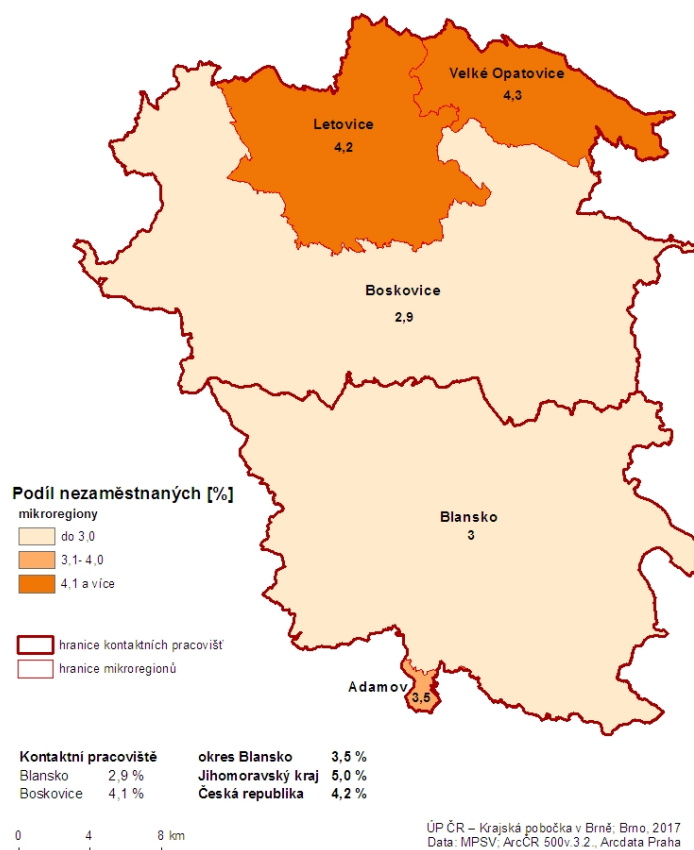 Velké Opatovice
4,3
Letovice
4,2
Boskovice
2,9
Podíl nezaměstnaných [%]
mikroregiony
do 3,0
3,1- 4,0
4,1 a více
Blansko
3
hranice kontaktních pracovišť
hranice mikroregionů
Adamov
3,5
Kontaktní pracoviště okres Blansko 3,5 %
Blansko 2,9 % Jihomoravský kraj 5,0 %
Boskovice 4,1 % Česká republika 4,2 %
0 4 8 km
ÚP ČR – Krajská pobočka v Brně; Brno, 2017
Data: MPSV; ArcČR 500v.3.2., Arcdata Praha